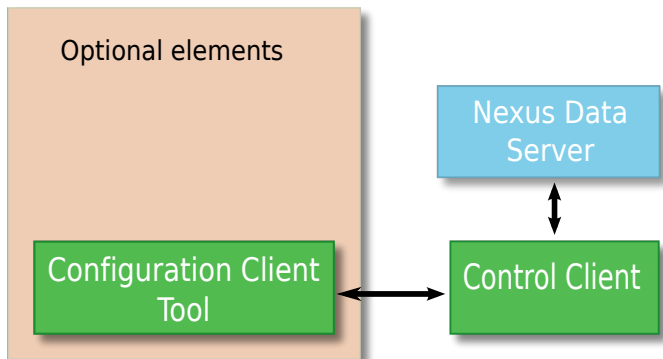 Optional elements
Nexus Data
Server
Configuration Client
Tool
Control Client